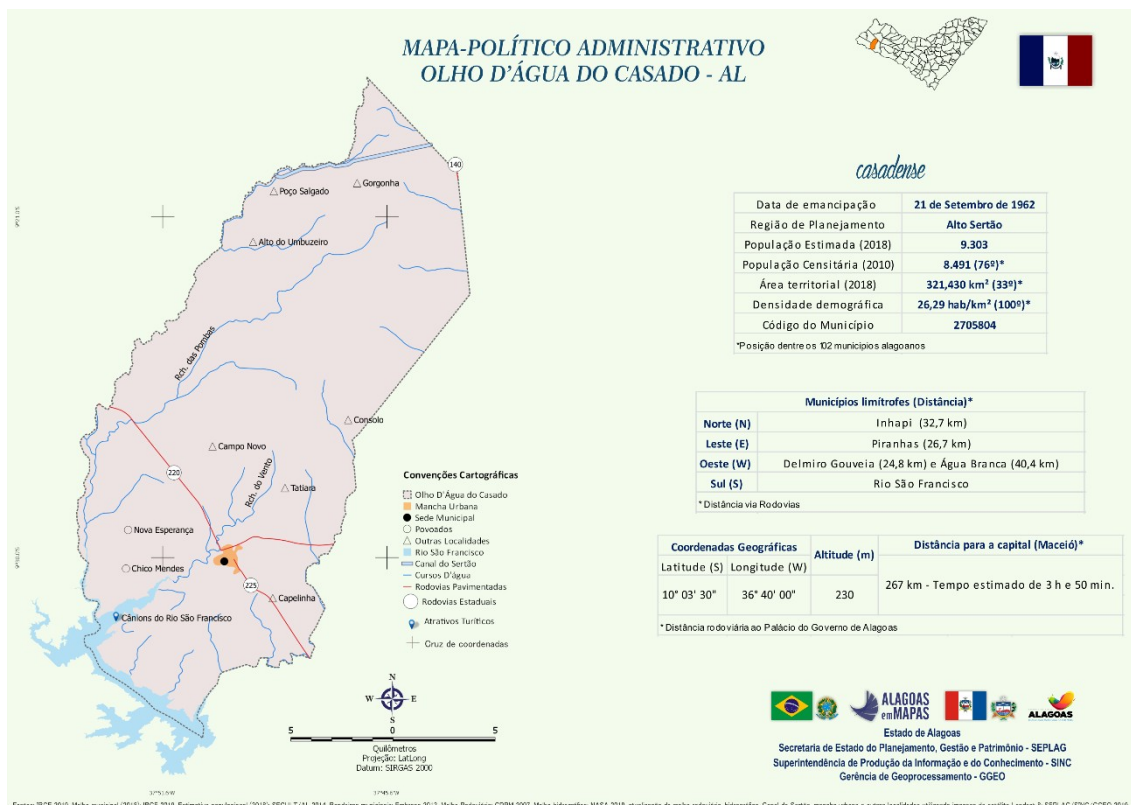 MAPA-POLÍTICO ADMINISTRATIVO
OLHO D'ÁGUA DO CASADO - AL
140
Poço Salgado
Gorgonha
Alto do Umbuzeiro
Rch. das Pombas
Consolo
Campo Novo
Rch. do Vento
220
Tatiara
Nova Esperança
Chico Mendes
225
Capelinha
Cânions do Rio São Francisco
Convenções Cartográficas
Olho D'Água do Casado
Mancha Urbana
Sede Municipal
Povoados
Outras Localidades
Rio São Francisco
Canal do Sertão
Cursos D'Água
Rodovias Pavimentadas
Rodovias Estaduais
Atrativos Turíticos
Cruz de coordenadas
N
W E
S
5 0 5
Quilômetros
Projeção: LatLong
Datum: SIRGAS 2000
casadense
Data de emancipação 21 de Setembro de 1962
Região de Planejamento Alto Sertão
População Estimada (2018) 9.303
População Censitária (2010) 8.491 (76º)*
Área territorial (2018) 321,430 km² (33º)*
Densidade demográfica 26,29 hab/km² (100º)*
Código do Município 2705804
*Posição dentre os 102 municipios alagoanos
Municípios limítrofes (Distância)*
Norte (N) Inhapi (32,7 km)
Leste (E) Piranhas (26,7 km)
Oeste (W) Delmiro Gouveia (24,8 km) e Água Branca (40,4 km)
Sul (S) Rio São Francisco
* Distância via Rodovias
Coordenadas Geográficas Altitude (m) Distância para a capital (Maceió)*
Latitude (S) Longitude (W)
10° 03' 30" 36° 40' 00" 230 267 km - Tempo estimado de 3 h e 50 min.
* Distância rodoviária ao Palácio do Governo de Alagoas
ALAGOAS
em MAPAS
ALAGOAS
Estado de Alagoas
Secretaria de Estado do Planejamento, Gestão e Patrimônio - SEPLAG
Superintendência de Produção da Informação e do Conhecimento - SINC
Gerência de Geoprocessamento - GGEO